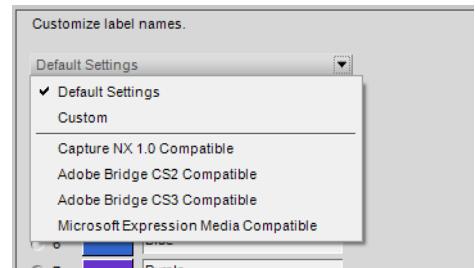 Customize label names.
Default Settings
Default Settings
Custom
Capture NX 1.0 Compatible
Adobe Bridge CS2 Compatible
Adobe Bridge CS3 Compatible
Microsoft Expression Media Compatible